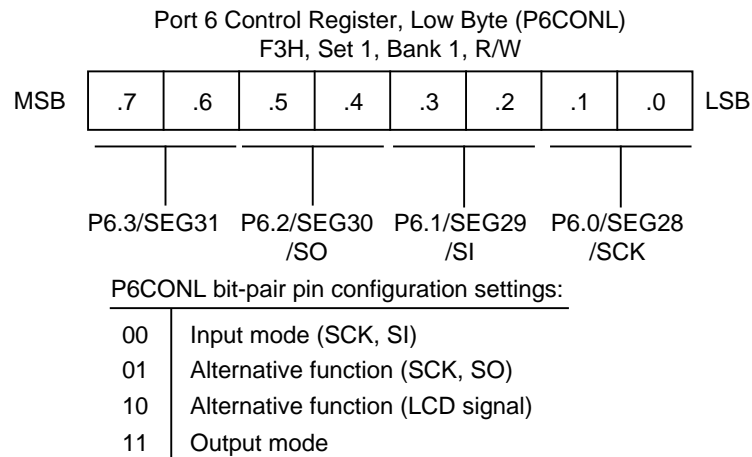 Port 6 Control Register, Low Byte (P6CONL)
F3H, Set 1, Bank 1, R/W
MSB .7 .6 .5 .4 .3 .2 .1 .0 LSB
P6.3/SEG31 P6.2/SEG30 P6.1/SEG29 P6.0/SEG28
/SO /SI /SCK
P6CONL bit-pair pin configuration settings:
00 Input mode (SCK, SI)
01 Alternative function (SCK, SO)
10 Alternative function (LCD signal)
11 Output mode